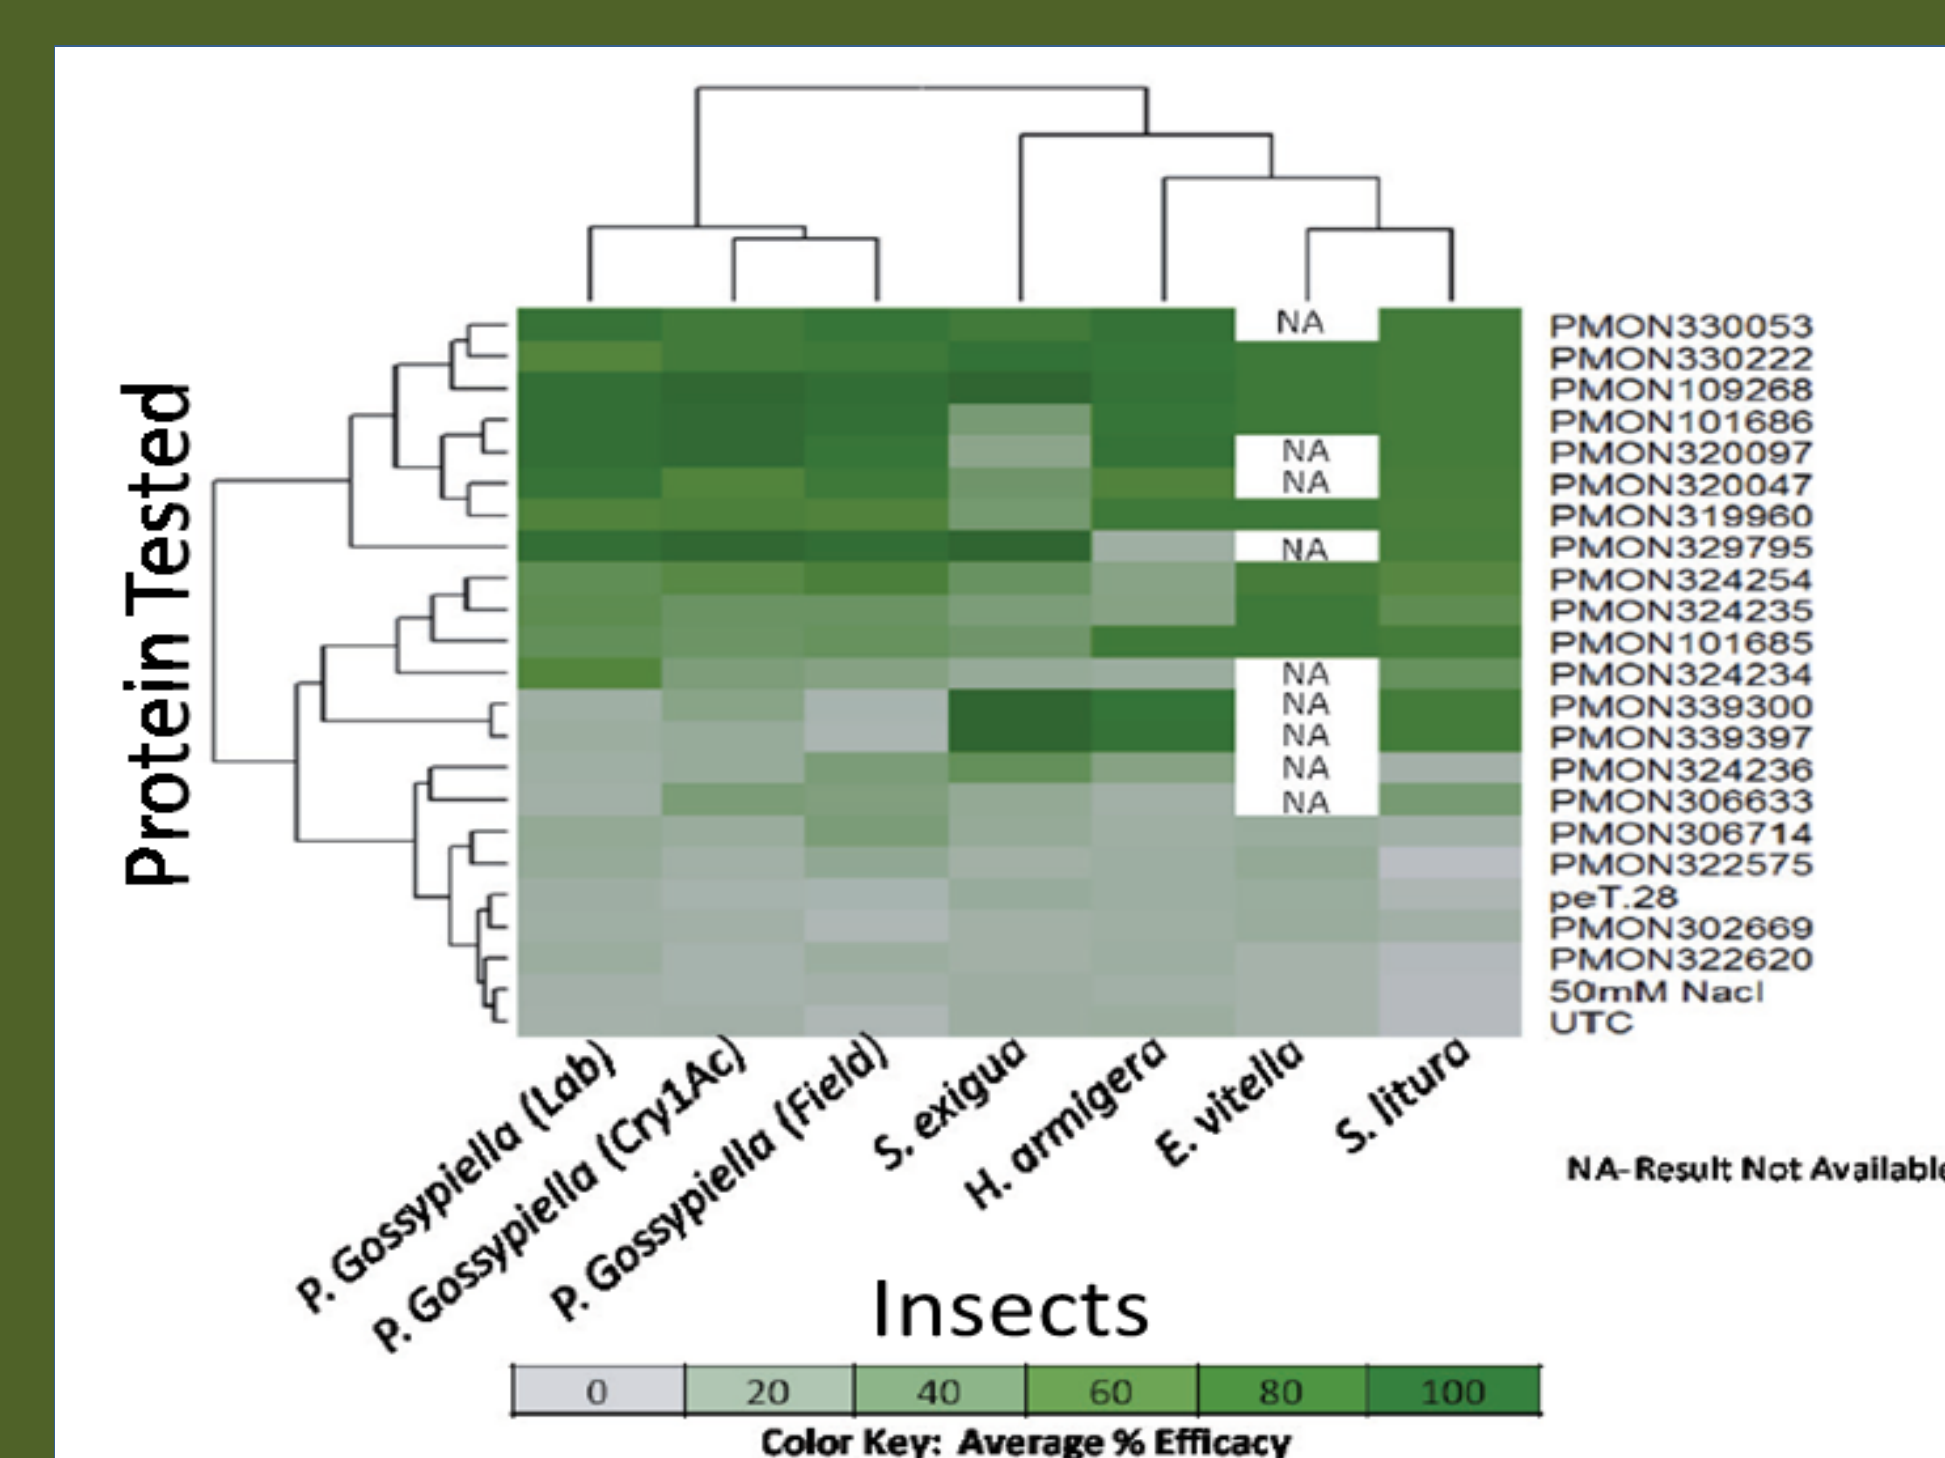 Protein Tested
NA
PMON330053
PMON330222
PMON109268
PMON101686
NA
PMON320097
NA
PMON320047
PMON319960
NA
PMON329795
PMON324254
PMON324235
PMON101685
NA
PMON324234
NA
PMON339300
NA
PMON339397
NA
PMON324236
NA
PMON306633
PMON306714
PMON322575
peT.28
PMON302669
PMON322620
50mM Nacl
UTC
P. Gossypiella (Lab)
P. Gossypiella (Cry1Ac)
P. Gossypiella (Field)
S. exigua
H. armigera
E. vitella
S. litura
NA-Result Not Available
Insects
0 20 40 60 80 100
Color Key: Average % Efficacy